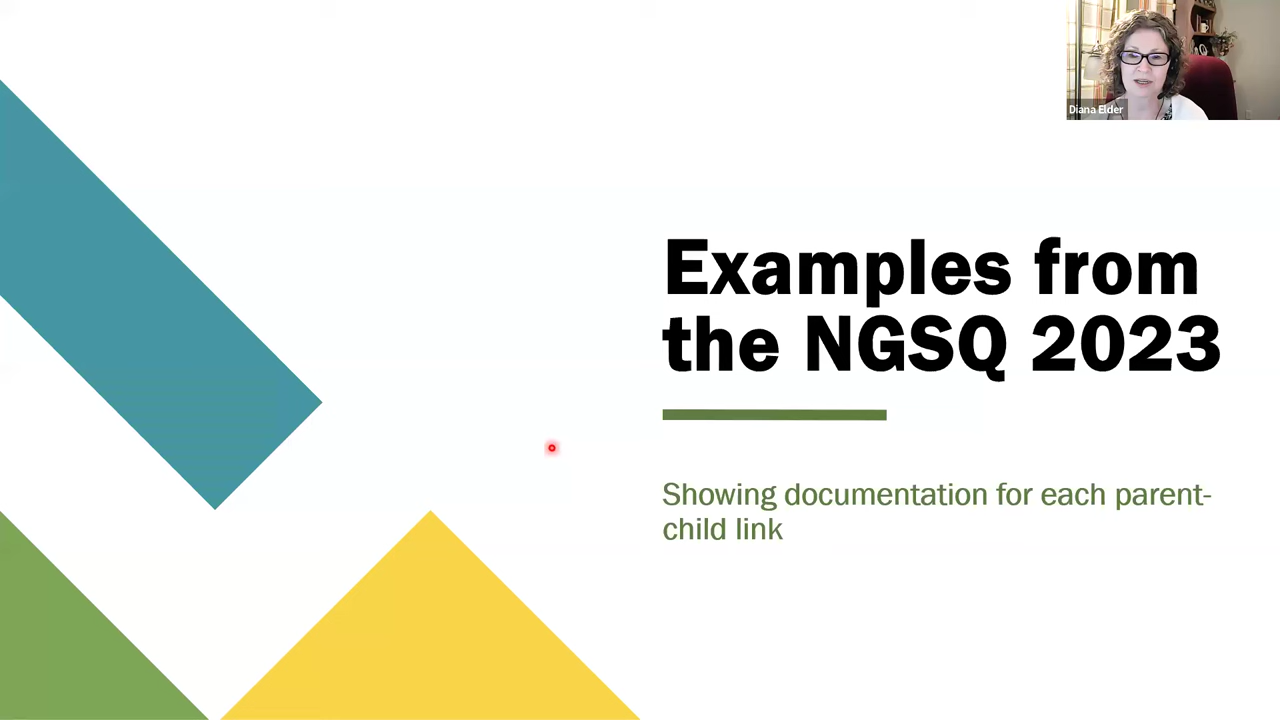 Diana Elder
Examples from
the NGSQ 2023
Showing documentation for each parent-
child link